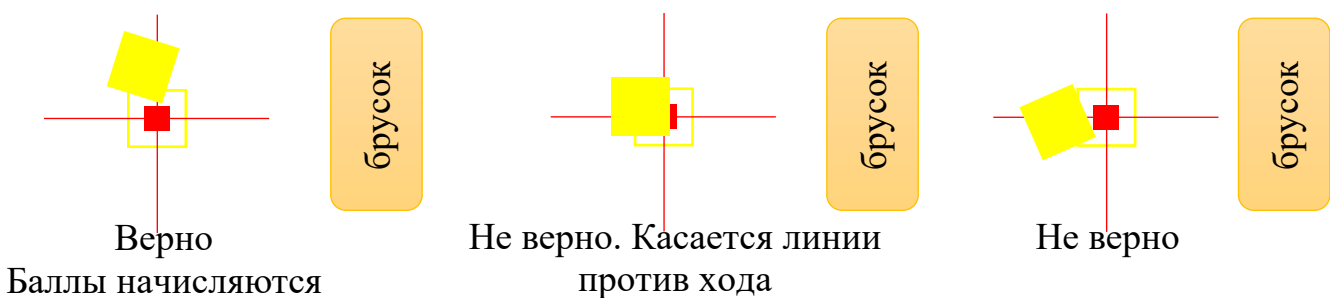 брусок
брусок
брусок
Верно
Баллы начисляются
Не верно. Касается линии
против хода
Не верно